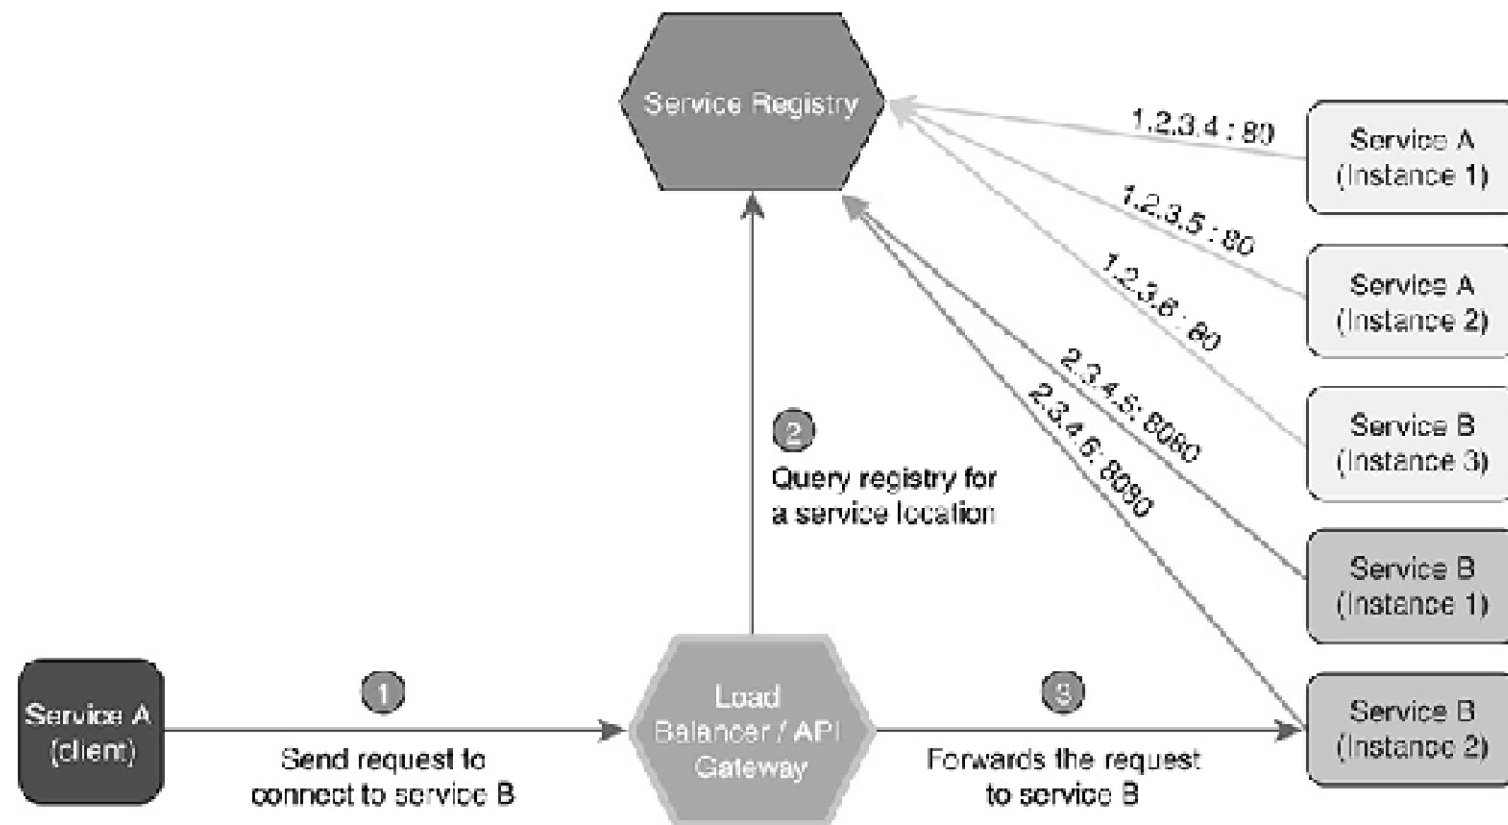 Service Registry
1.2.3.4 : 80
Service A
(Instance 1)
1.2.3.5 : 80
Service A
(Instance 2)
1.2.3.6 : 80
Service B
(Instance 3)
2.3.4.5: 8080
2.3.4.6: 8080
2
Query registry for
a service location
Service B
(Instance 1)
Service A
(client)
1
Send request to
connect to service B
Load
Balancer / API
Gateway
3
Forwards the request
to service B
Service B
(Instance 2)